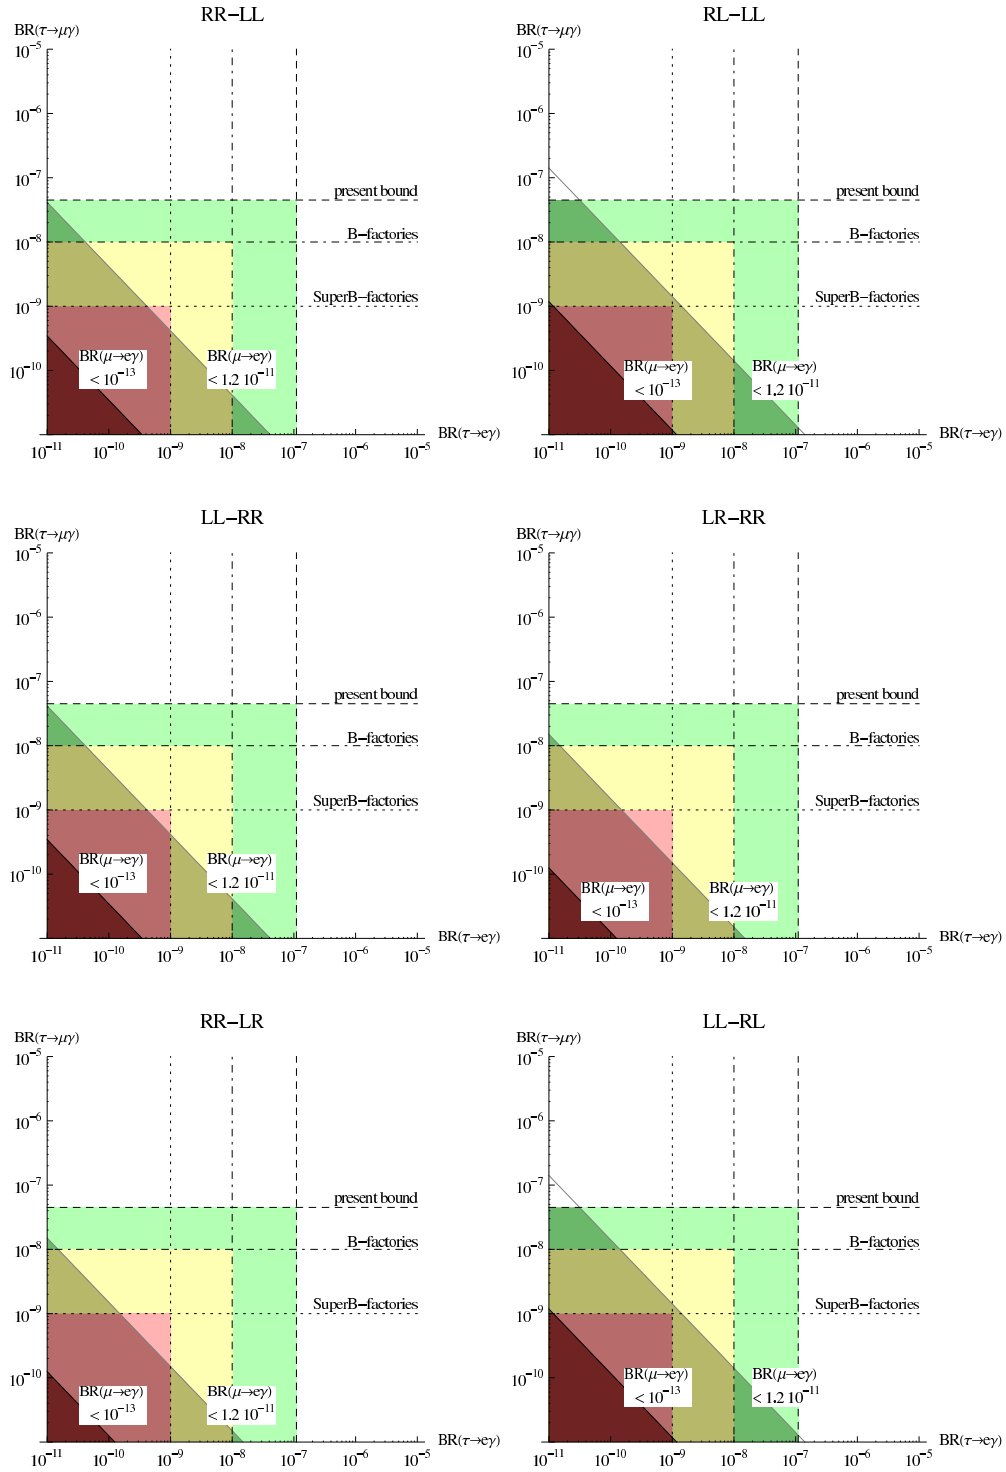 RR−LL
BR(τ→μγ)
10⁻⁵
10⁻⁶
10⁻⁷
present bound
10⁻⁸
B−factories
10⁻⁹
SuperB−factories
10⁻¹⁰
BR(μ→eγ)
< 10⁻¹³
BR(μ→eγ)
< 1.2 10⁻¹¹
BR(τ→eγ)
10⁻¹¹ 10⁻¹⁰ 10⁻⁹ 10⁻⁸ 10⁻⁷ 10⁻⁶ 10⁻⁵
RL−LL
BR(τ→μγ)
10⁻⁵
10⁻⁶
10⁻⁷
present bound
10⁻⁸
B−factories
10⁻⁹
SuperB−factories
10⁻¹⁰
BR(μ→eγ)
< 10⁻¹³
BR(μ→eγ)
< 1.2 10⁻¹¹
BR(τ→eγ)
10⁻¹¹ 10⁻¹⁰ 10⁻⁹ 10⁻⁸ 10⁻⁷ 10⁻⁶ 10⁻⁵
LL−RR
BR(τ→μγ)
10⁻⁵
10⁻⁶
10⁻⁷
present bound
10⁻⁸
B−factories
10⁻⁹
SuperB−factories
10⁻¹⁰
BR(μ→eγ)
< 10⁻¹³
BR(μ→eγ)
< 1.2 10⁻¹¹
BR(τ→eγ)
10⁻¹¹ 10⁻¹⁰ 10⁻⁹ 10⁻⁸ 10⁻⁷ 10⁻⁶ 10⁻⁵
LR−RR
BR(τ→μγ)
10⁻⁵
10⁻⁶
10⁻⁷
present bound
10⁻⁸
B−factories
10⁻⁹
SuperB−factories
10⁻¹⁰
BR(μ→eγ)
< 10⁻¹³
BR(μ→eγ)
< 1.2 10⁻¹¹
BR(τ→eγ)
10⁻¹¹ 10⁻¹⁰ 10⁻⁹ 10⁻⁸ 10⁻⁷ 10⁻⁶ 10⁻⁵
RR−LR
BR(τ→μγ)
10⁻⁵
10⁻⁶
10⁻⁷
present bound
10⁻⁸
B−factories
10⁻⁹
SuperB−factories
10⁻¹⁰
BR(μ→eγ)
< 10⁻¹³
BR(μ→eγ)
< 1.2 10⁻¹¹
BR(τ→eγ)
10⁻¹¹ 10⁻¹⁰ 10⁻⁹ 10⁻⁸ 10⁻⁷ 10⁻⁶ 10⁻⁵
LL−RL
BR(τ→μγ)
10⁻⁵
10⁻⁶
10⁻⁷
present bound
10⁻⁸
B−factories
10⁻⁹
SuperB−factories
10⁻¹⁰
BR(μ→eγ)
< 10⁻¹³
BR(μ→eγ)
< 1.2 10⁻¹¹
BR(τ→eγ)
10⁻¹¹ 10⁻¹⁰ 10⁻⁹ 10⁻⁸ 10⁻⁷ 10⁻⁶ 10⁻⁵